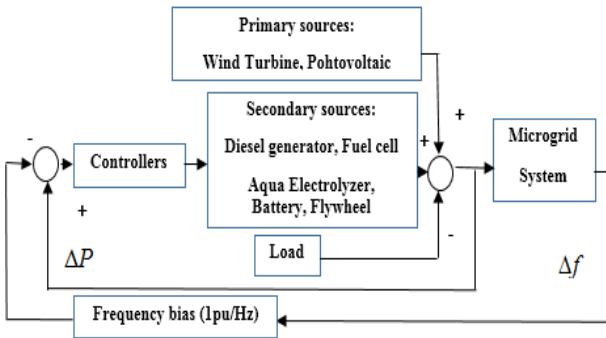 Primary sources:
Wind Turbine, Pohtovoltaic
Secondary sources:
Diesel generator, Fuel cell
Aqua Electrolyzer,
Battery, Flywheel
Controllers
Microgrid
System
Load
-
+
+
+
-
ΔP
Δf
Frequency bias (1pu/Hz)